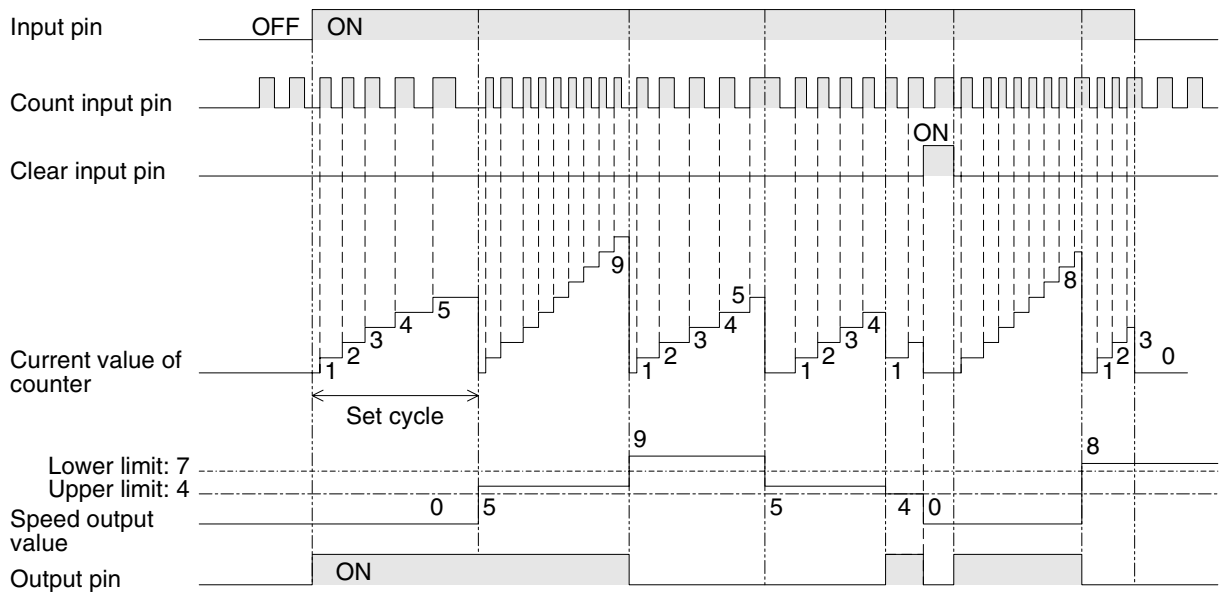 Input pin OFF ON
Count input pin
ON
Clear input pin
9
8
5 5
4 4 4
3 3 3 3
2 2 2 2 0
Current value of counter 1 1 1 1 1
Set cycle
9 8
Lower limit: 7
Upper limit: 4
Speed output value 0 5 5 4 0
Output pin ON